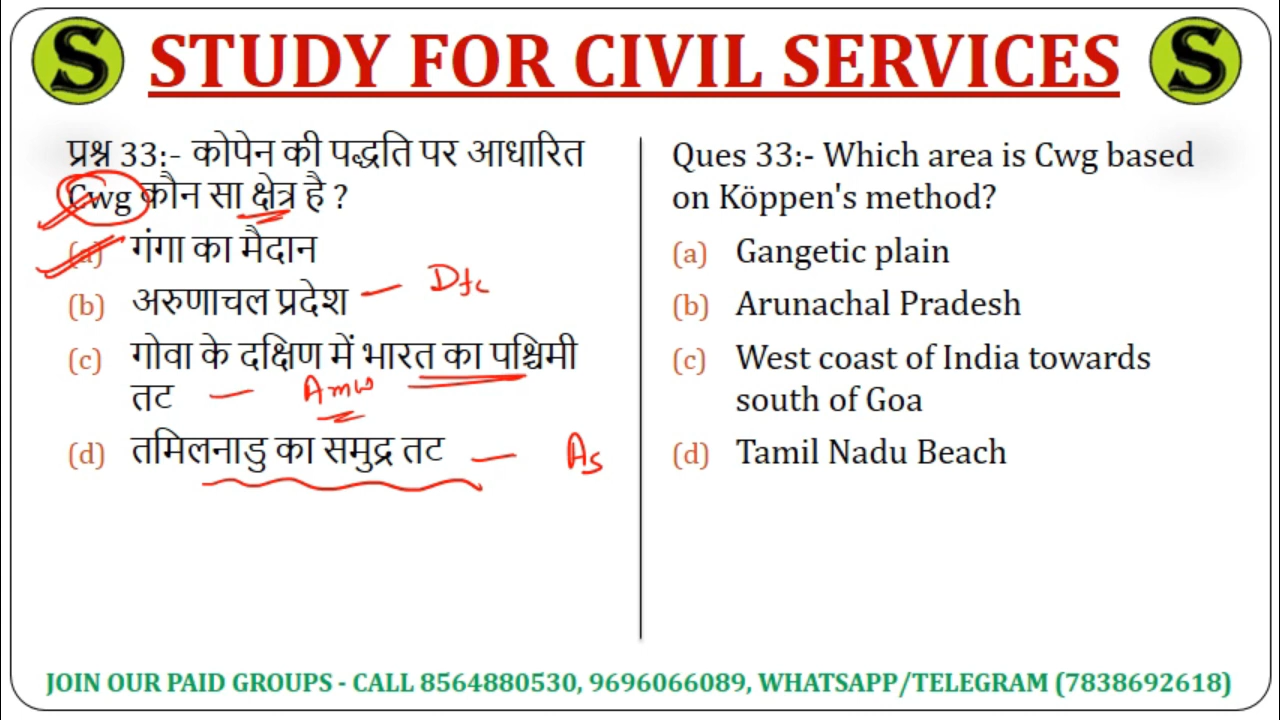 S
STUDY FOR CIVIL SERVICES
S
प्रश्न 33:- कोपेन की पद्धति पर आधारित
Cwg कौन सा क्षेत्र है ?
(a) गंगा का मैदान
(b) अरुणाचल प्रदेश – Dfc
(c) गोवा के दक्षिण में भारत का पश्चिमी
तट – Amw
(d) तमिलनाडु का समुद्र तट – As
Ques 33:- Which area is Cwg based
on Köppen's method?
(a) Gangetic plain
(b) Arunachal Pradesh
(c) West coast of India towards
south of Goa
(d) Tamil Nadu Beach
JOIN OUR PAID GROUPS - CALL 8564880530, 9696066089, WHATSAPP/TELEGRAM (7838692618)